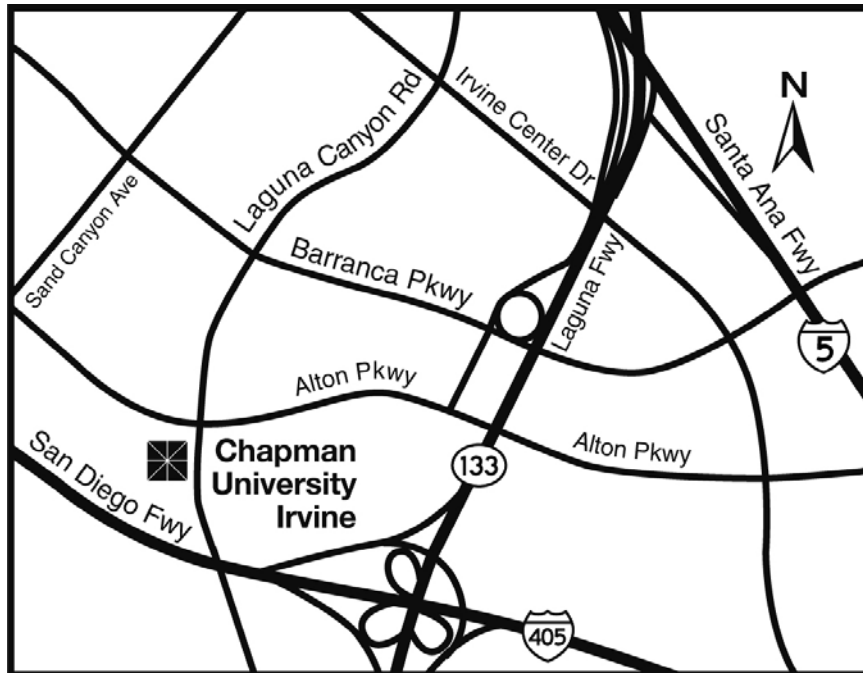 Irvine Center Dr
N
Laguna Canyon Rd
Santa Ana Fwy
Sand Canyon Ave
Barranca Pkwy
Laguna Fwy
5
Alton Pkwy
Alton Pkwy
San Diego Fwy
Chapman
University
Irvine
133
405